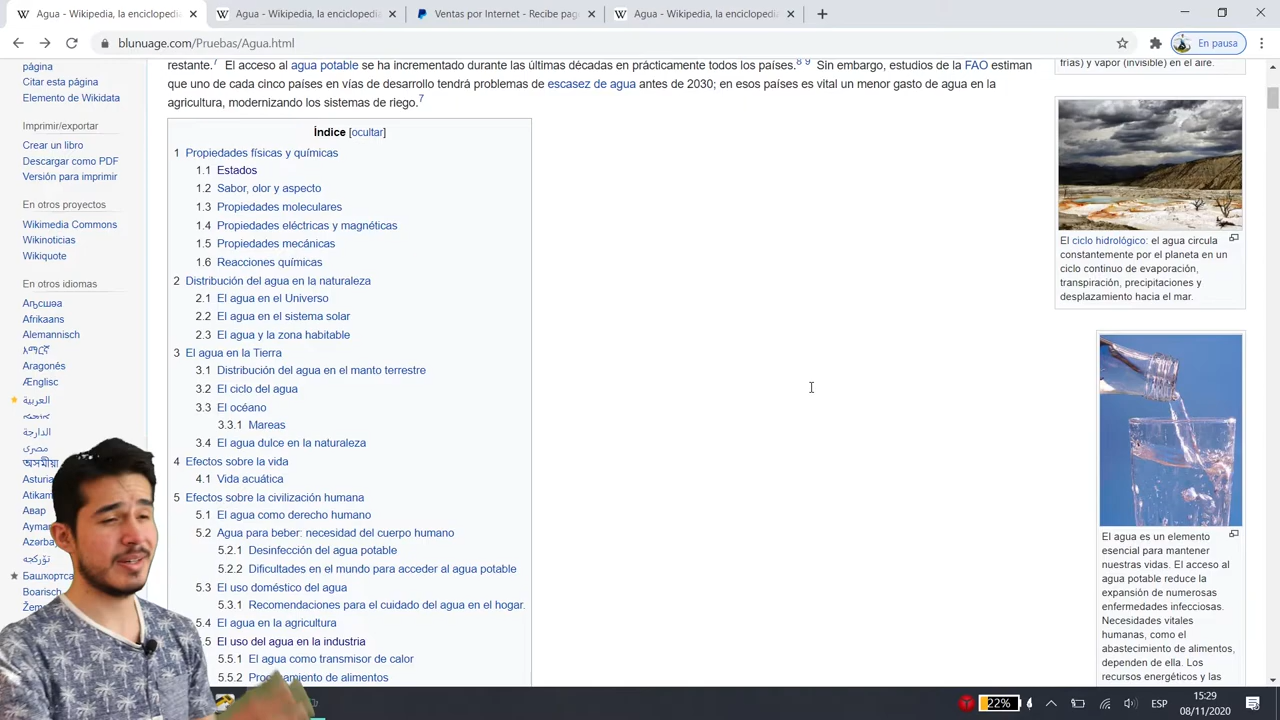 Agua - Wikipedia, la enciclopedi
Agua - Wikipedia, la enciclopedi
Ventas por Internet - Recibe pag
Agua - Wikipedia, la enciclopedi
blunuage.com/Pruebas/Agua.html
En pausa
página
Citar esta página
Elemento de Wikidata
Imprimir/exportar
Crear un libro
Descargar como PDF
Versión para imprimir
En otros proyectos
Wikimedia Commons
Wikinoticias
Wikiquote
En otros idiomas
Аҧсшәа
Afrikaans
Alemannisch
አማርኛ
Aragonés
Ænglisc
العربية
الدارجة
مصرى
অসমীয়া
Asturia
Atikam
Авар
Aymar
Azərba
تۆرکجه
Башкортса
Boarisch
Žem
restante.7 El acceso al agua potable se ha incrementado durante las últimas décadas en prácticamente todos los países.8 9 Sin embargo, estudios de la FAO estiman
que uno de cada cinco países en vías de desarrollo tendrá problemas de escasez de agua antes de 2030; en esos países es vital un menor gasto de agua en la
agricultura, modernizando los sistemas de riego.7
Índice [ocultar]
1 Propiedades físicas y químicas
1.1 Estados
1.2 Sabor, olor y aspecto
1.3 Propiedades moleculares
1.4 Propiedades eléctricas y magnéticas
1.5 Propiedades mecánicas
1.6 Reacciones químicas
2 Distribución del agua en la naturaleza
2.1 El agua en el Universo
2.2 El agua en el sistema solar
2.3 El agua y la zona habitable
3 El agua en la Tierra
3.1 Distribución del agua en el manto terrestre
3.2 El ciclo del agua
3.3 El océano
3.3.1 Mareas
3.4 El agua dulce en la naturaleza
4 Efectos sobre la vida
4.1 Vida acuática
5 Efectos sobre la civilización humana
5.1 El agua como derecho humano
5.2 Agua para beber: necesidad del cuerpo humano
5.2.1 Desinfección del agua potable
5.2.2 Dificultades en el mundo para acceder al agua potable
5.3 El uso doméstico del agua
5.3.1 Recomendaciones para el cuidado del agua en el hogar.
5.4 El agua en la agricultura
.5 El uso del agua en la industria
5.5.1 El agua como transmisor de calor
5.5.2 Procesamiento de alimentos
frías) y vapor (invisible) en el aire.
El ciclo hidrológico: el agua circula
constantemente por el planeta en un
ciclo continuo de evaporación,
transpiración, precipitaciones y
desplazamiento hacia el mar.
El agua es un elemento
esencial para mantener
nuestras vidas. El acceso al
agua potable reduce la
expansión de numerosas
enfermedades infecciosas.
Necesidades vitales
humanas, como el
abastecimiento de alimentos,
dependen de ella. Los
recursos energéticos y las
22%
ESP
15:29
08/11/2020